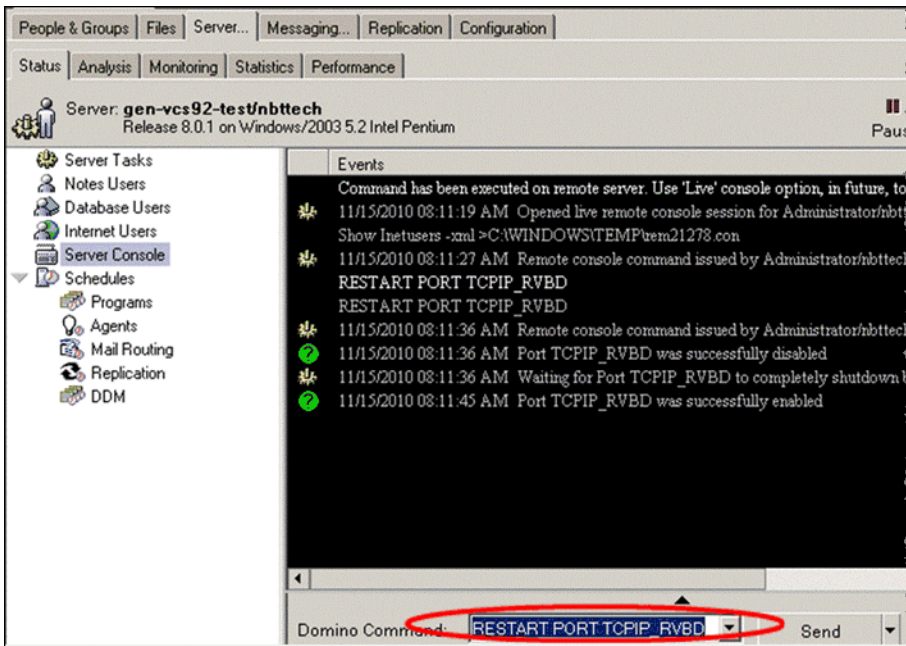 People & Groups Files Server... Messaging... Replication Configuration
Status Analysis Monitoring Statistics Performance
Server: gen-vcs92-test/nbttech
Release 8.0.1 on Windows/2003 5.2 Intel Pentium
Paus
Server Tasks
Notes Users
Database Users
Internet Users
Server Console
Schedules
Programs
Agents
Mail Routing
Replication
DDM
Events
Command has been executed on remote server. Use 'Live' console option, in future, to
11/15/2010 08:11:19 AM Opened live remote console session for Administrator/nbtt
Show Inetusers -xml >C:\WINDOWS\TEMP\rem21278.con
11/15/2010 08:11:27 AM Remote console command issued by Administrator/nbttecl
RESTART PORT TCPIP_RVBD
RESTART PORT TCPIP_RVBD
11/15/2010 08:11:36 AM Remote console command issued by Administrator/nbttec
11/15/2010 08:11:36 AM Port TCPIP_RVBD was successfully disabled
11/15/2010 08:11:36 AM Waiting for Port TCPIP_RVBD to completely shutdown b
11/15/2010 08:11:45 AM Port TCPIP_RVBD was successfully enabled
Domino Command: RESTART PORT TCPIP_RVBD Send